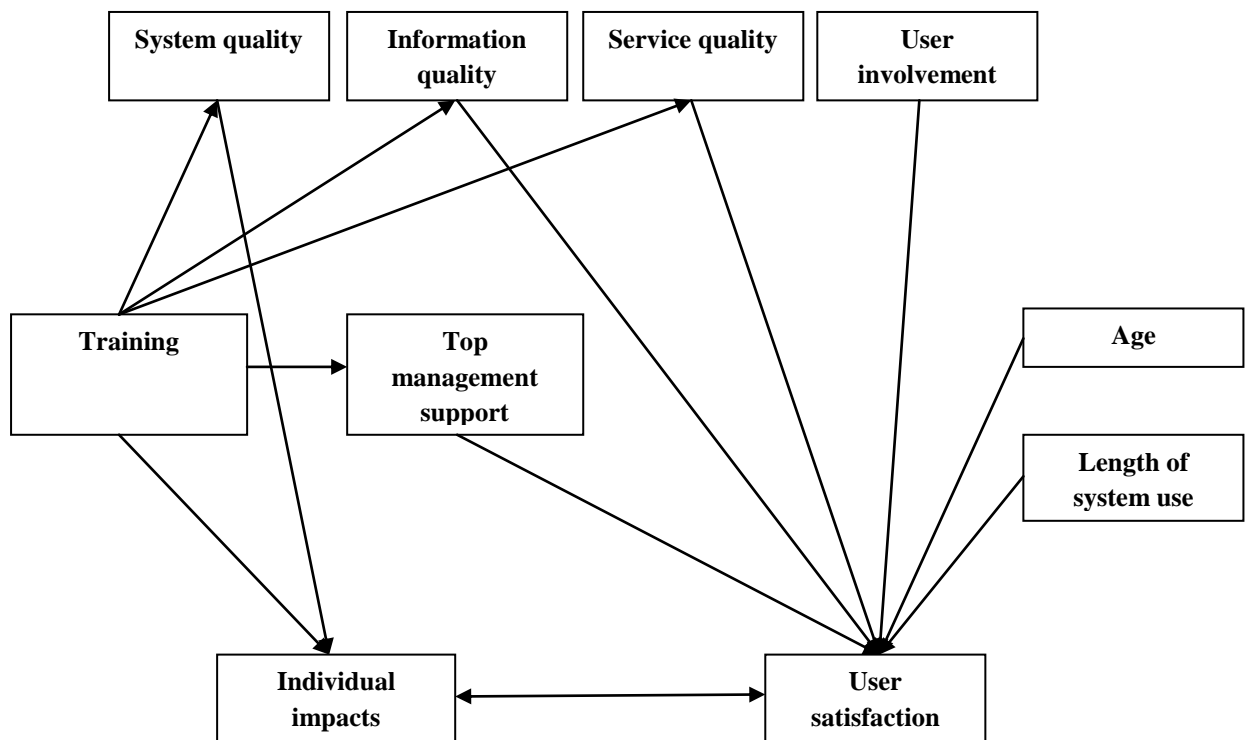 System quality
Information
quality
Service quality
User
involvement
Training
Top
management
support
Age
Length of
system use
Individual
impacts
User
satisfaction